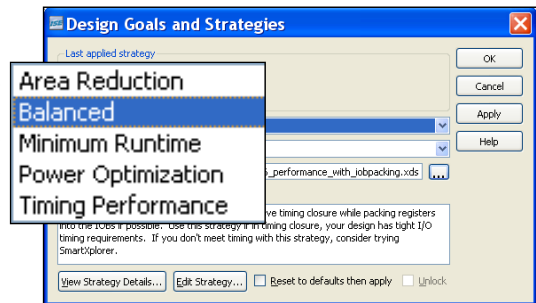 Design Goals and Strategies
Last applied strategy
OK
Area Reduction
Cancel
Balanced
Apply
Minimum Runtime
Help
Power Optimization
_performance_with_iobpacking.xds ...
Timing Performance
ve timing closure while packing registers
into the IOBs if possible. Use this strategy if in timing closure, your design has tight I/O
timing requirements. If you don't meet timing with this strategy, consider trying
SmartXplorer.
View Strategy Details... Edit Strategy... Reset to defaults then apply Unlock